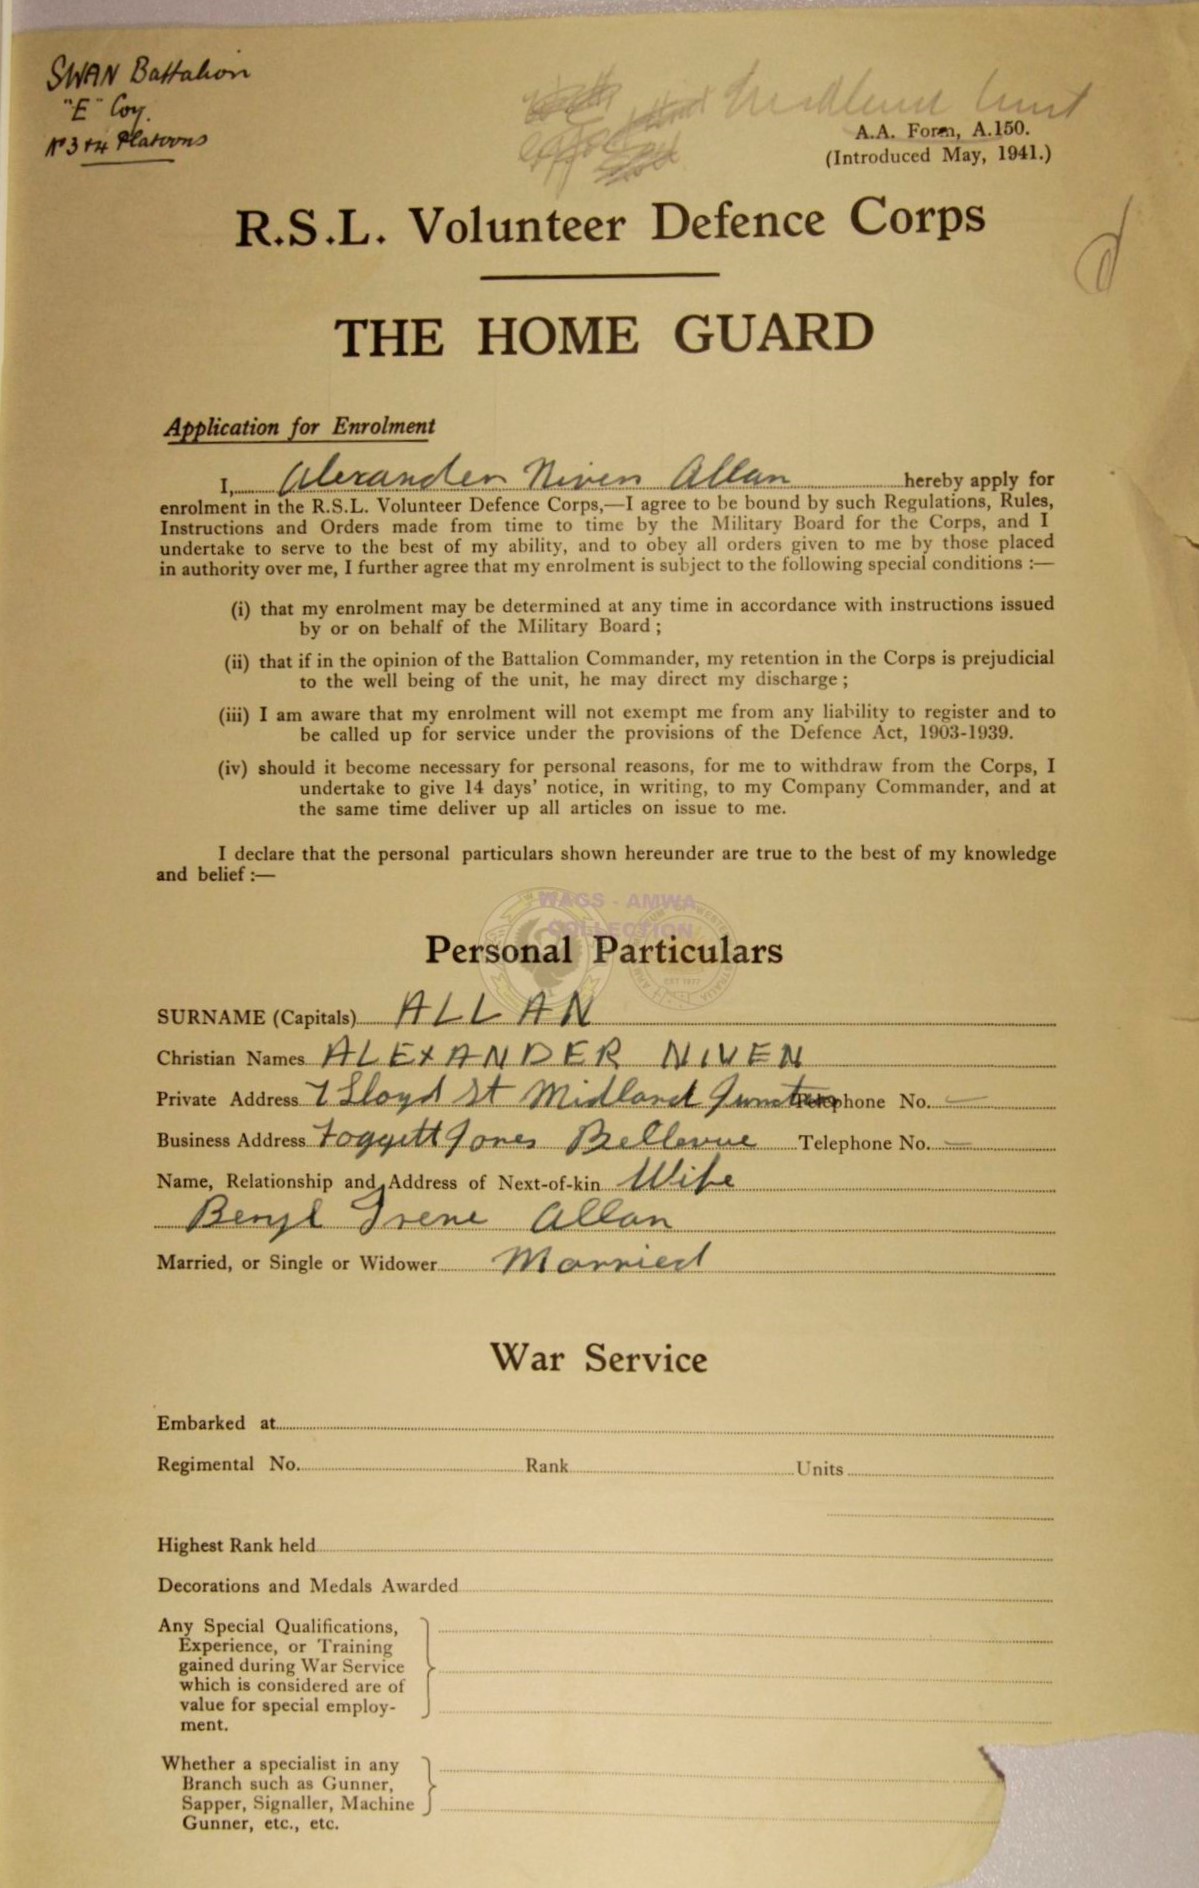 SWAN Battalion
"E" Coy.
Nº 3 + 4 Platoons
Midland Junct
A.A. Form, A.150.
(Introduced May, 1941.)
R.S.L. Volunteer Defence Corps
THE HOME GUARD
Application for Enrolment
I, Alexander Niven Allan hereby apply for
enrolment in the R.S.L. Volunteer Defence Corps,—I agree to be bound by such Regulations, Rules,
Instructions and Orders made from time to time by the Military Board for the Corps, and I
undertake to serve to the best of my ability, and to obey all orders given to me by those placed
in authority over me, I further agree that my enrolment is subject to the following special conditions :—
(i) that my enrolment may be determined at any time in accordance with instructions issued
by or on behalf of the Military Board ;
(ii) that if in the opinion of the Battalion Commander, my retention in the Corps is prejudicial
to the well being of the unit, he may direct my discharge ;
(iii) I am aware that my enrolment will not exempt me from any liability to register and to
be called up for service under the provisions of the Defence Act, 1903-1939.
(iv) should it become necessary for personal reasons, for me to withdraw from the Corps, I
undertake to give 14 days' notice, in writing, to my Company Commander, and at
the same time deliver up all articles on issue to me.
I declare that the personal particulars shown hereunder are true to the best of my knowledge
and belief :—
WAGS - AMWA
COLLECTION
Personal Particulars
SURNAME (Capitals) ALLAN
Christian Names ALEXANDER NIVEN
Private Address 7 Lloyd St Midland Junction Telephone No. —
Business Address Foggitt Jones Bellevue Telephone No. —
Name, Relationship and Address of Next-of-kin Wife
Beryl Irene Allan
Married, or Single or Widower Married
War Service
Embarked at
Regimental No. Rank Units
Highest Rank held
Decorations and Medals Awarded
Any Special Qualifications,
Experience, or Training
gained during War Service
which is considered are of
value for special employ-
ment.
Whether a specialist in any
Branch such as Gunner,
Sapper, Signaller, Machine
Gunner, etc., etc.